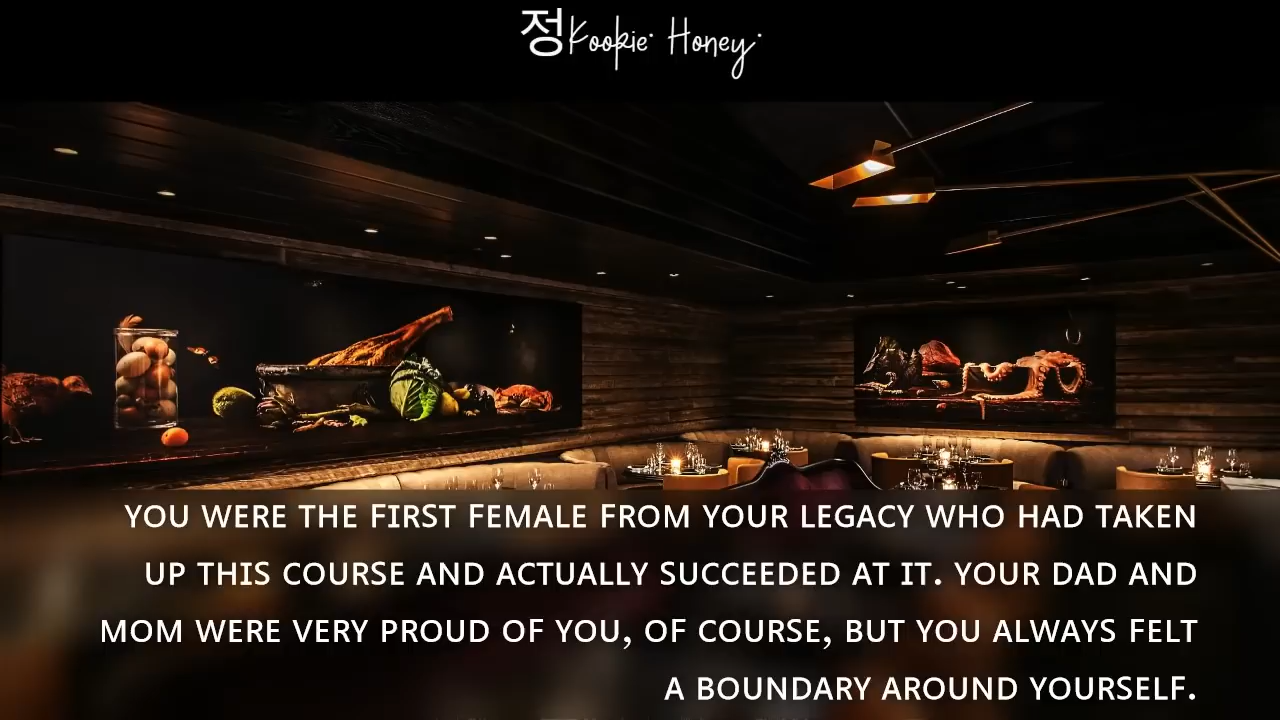 정Kookie Honey
YOU WERE THE FIRST FEMALE FROM YOUR LEGACY WHO HAD TAKEN
UP THIS COURSE AND ACTUALLY SUCCEEDED AT IT. YOUR DAD AND
MOM WERE VERY PROUD OF YOU, OF COURSE, BUT YOU ALWAYS FELT
A BOUNDARY AROUND YOURSELF.